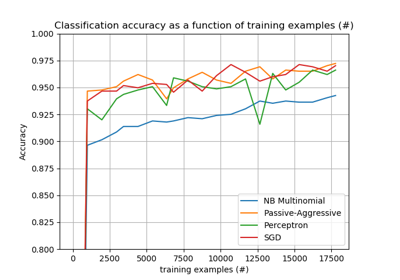 Classification accuracy as a function of training examples (#)
1.000
0.975
0.950
0.925
0.900
0.875
0.850
0.825
0.800
Accuracy
NB Multinomial
Passive-Aggressive
Perceptron
SGD
0 2500 5000 7500 10000 12500 15000 17500
training examples (#)